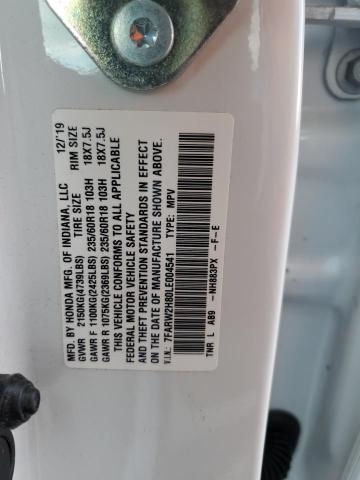 MFD. BY HONDA MFG. OF INDIANA, LLC 12/'19
TIRE SIZE RIM SIZE
GVWR 2150KG(4739LBS)
GAWR F 1100KG(2425LBS) 235/60R18 103H 18X7.5J
GAWR R 1075KG(2369LBS) 235/60R18 103H 18X7.5J
THIS VEHICLE CONFORMS TO ALL APPLICABLE
FEDERAL MOTOR VEHICLE SAFETY
AND THEFT PREVENTION STANDARDS IN EFFECT
ON THE DATE OF MANUFACTURE SHOWN ABOVE.
V.I.N.: 7FARW2H80LE004541 TYPE: MPV
TNR L AB9 -NH883PX -F-E